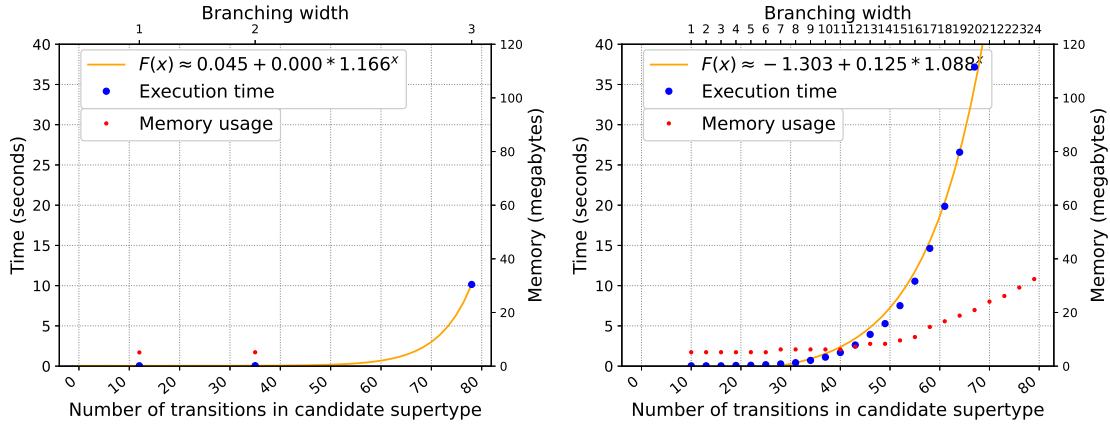 Branching width
1 2 3
40 35 30 25 20 15 10 5 0
Time (seconds)
F(x) ≈ 0.045 + 0.000 * 1.166^x
Execution time
Memory usage
120 100 80 60 40 20 0
Memory (megabytes)
0 10 20 30 40 50 60 70 80
Number of transitions in candidate supertype
Branching width
1 2 3 4 5 6 7 8 9 10 11 12 13 14 15 16 17 18 19 20 21 22 23 24
40 35 30 25 20 15 10 5 0
Time (seconds)
F(x) ≈ −1.303 + 0.125 * 1.088^x
Execution time
Memory usage
120 100 80 60 40 20 0
Memory (megabytes)
0 10 20 30 40 50 60 70 80
Number of transitions in candidate supertype